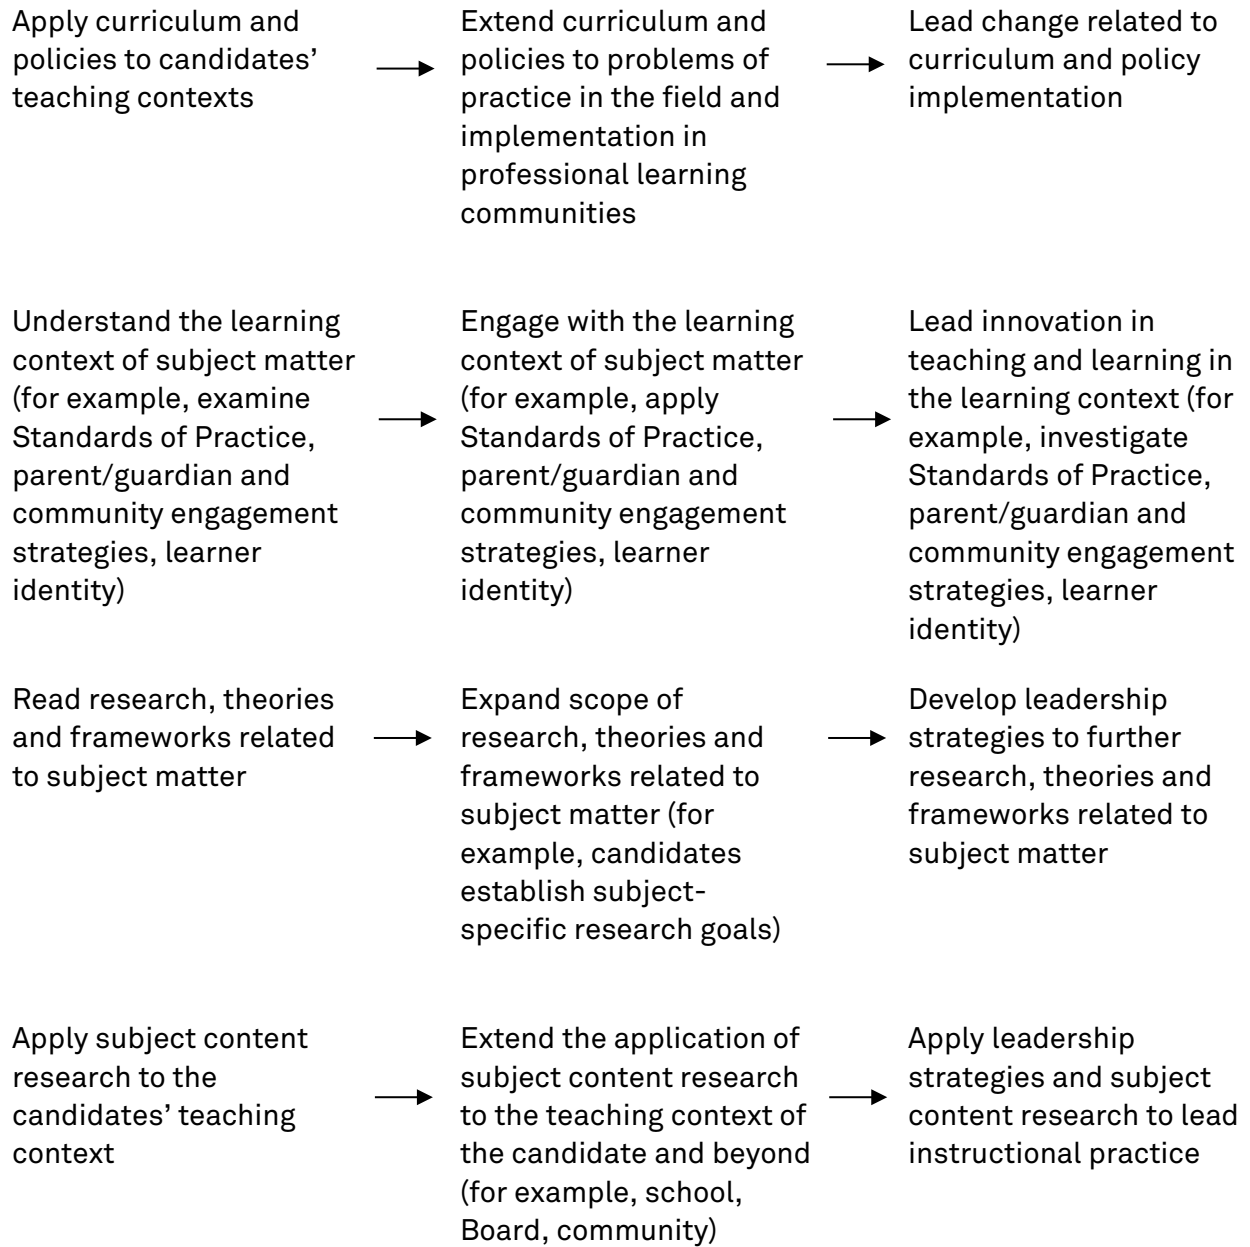 Apply curriculum and
policies to candidates’
teaching contexts
Extend curriculum and
policies to problems of
practice in the field and
implementation in
professional learning
communities
Lead change related to
curriculum and policy
implementation
Understand the learning
context of subject matter
(for example, examine
Standards of Practice,
parent/guardian and
community engagement
strategies, learner
identity)
Engage with the learning
context of subject matter
(for example, apply
Standards of Practice,
parent/guardian and
community engagement
strategies, learner
identity)
Lead innovation in
teaching and learning in
the learning context (for
example, investigate
Standards of Practice,
parent/guardian and
community engagement
strategies, learner
identity)
Read research, theories
and frameworks related
to subject matter
Expand scope of
research, theories and
frameworks related to
subject matter (for
example, candidates
establish subject-
specific research goals)
Develop leadership
strategies to further
research, theories and
frameworks related to
subject matter
Apply subject content
research to the
candidates’ teaching
context
Extend the application of
subject content research
to the teaching context of
the candidate and beyond
(for example, school,
Board, community)
Apply leadership
strategies and subject
content research to lead
instructional practice